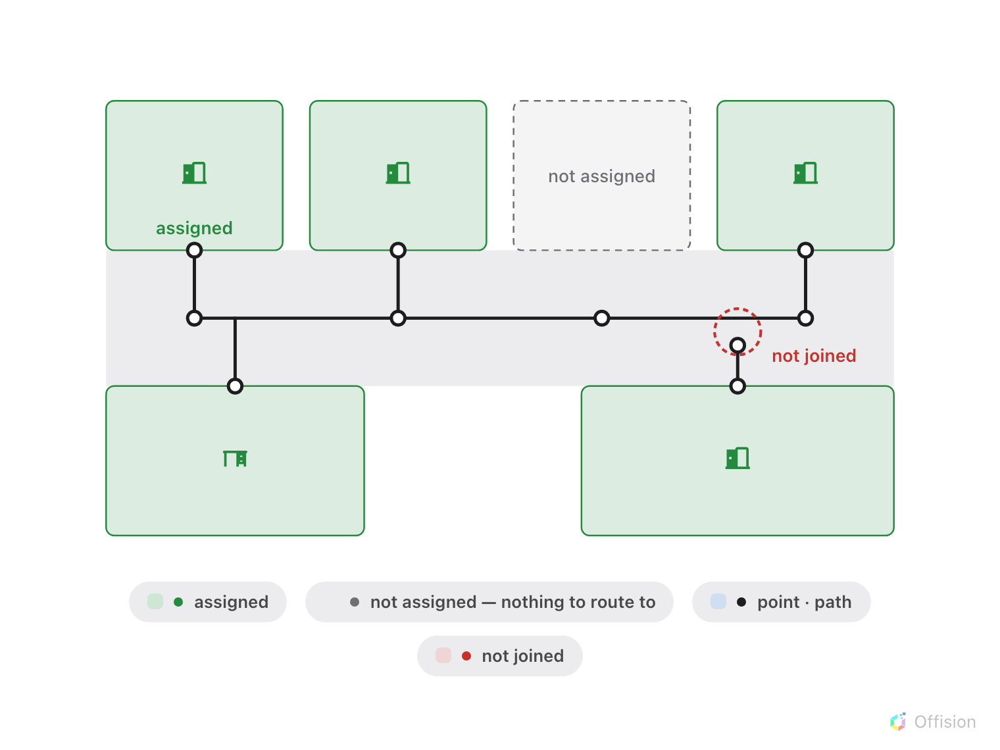 not assigned
assigned
not joined
assigned
not assigned — nothing to route to
point · path
not joined
Offision